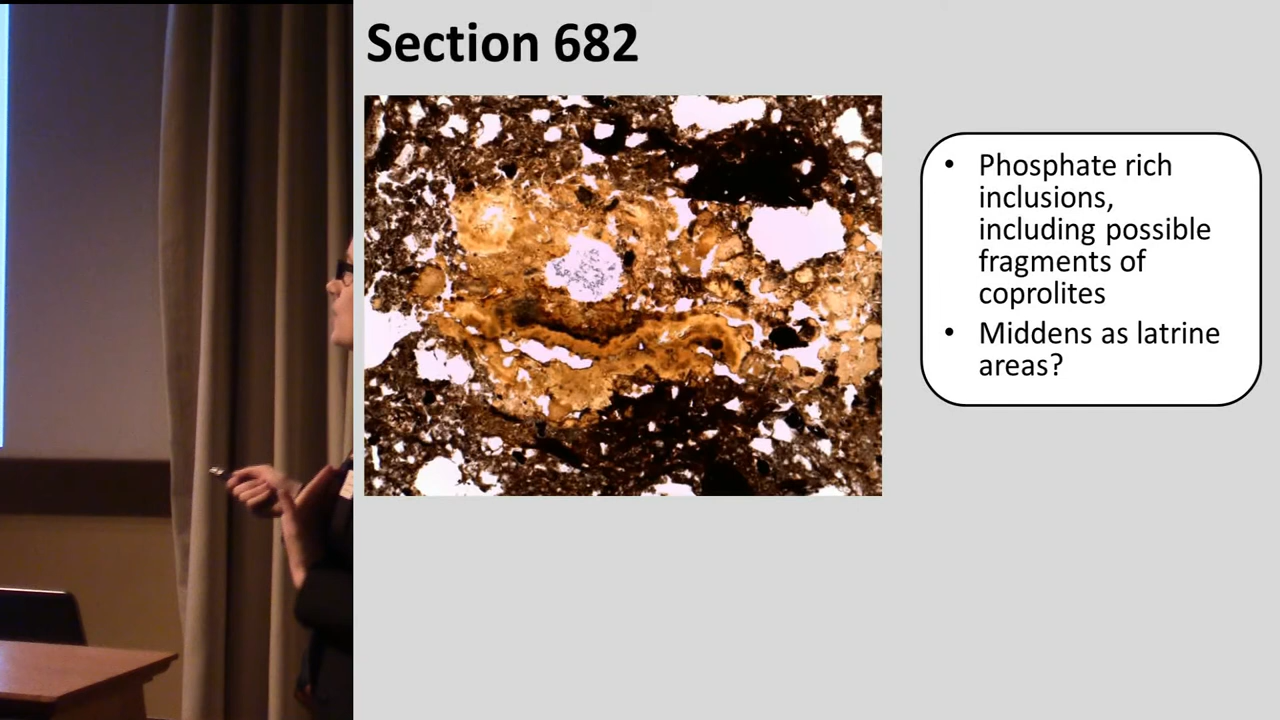 Section 682
• Phosphate rich
inclusions,
including possible
fragments of
coprolites
• Middens as latrine
areas?